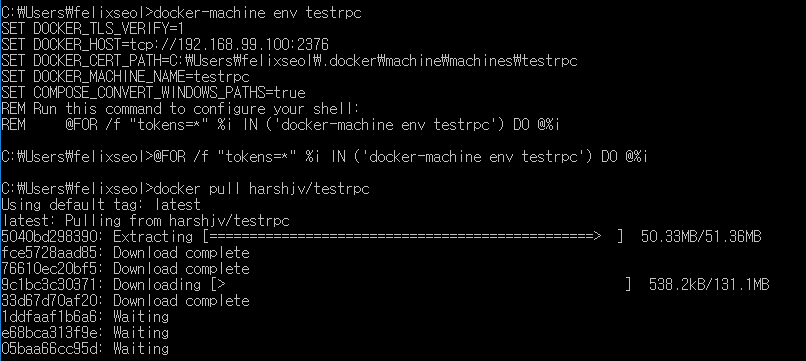 C:\Users\felixseol>docker-machine env testrpc
SET DOCKER_TLS_VERIFY=1
SET DOCKER_HOST=tcp://192.168.99.100:2376
SET DOCKER_CERT_PATH=C:₩Users₩felixseol₩.docker₩machine₩machines₩testrpc
SET DOCKER_MACHINE_NAME=testrpc
SET COMPOSE_CONVERT_WINDOWS_PATHS=true
REM Run this command to configure your shell:
REM     @FOR /f "tokens=*" %i IN ('docker-machine env testrpc') DO @%i
C:₩Users₩felixseol>@FOR /f "tokens=*" %i IN ('docker-machine env testrpc') DO @%i
C:₩Users₩felixseol>docker pull harshjv/testrpc
Using default tag: latest
latest: Pulling from harshjv/testrpc
5040bd298390: Extracting [================================================>  ]  50.33MB/51.36MB
fce5728aad85: Download complete
76610ec20bf5: Download complete
9c1bc3c30371: Downloading [>                                                  ]  538.2kB/131.1MB
33d67d70af20: Download complete
1ddfaaf1b6a6: Waiting
e68bca313f9e: Waiting
05baa66cc95d: Waiting